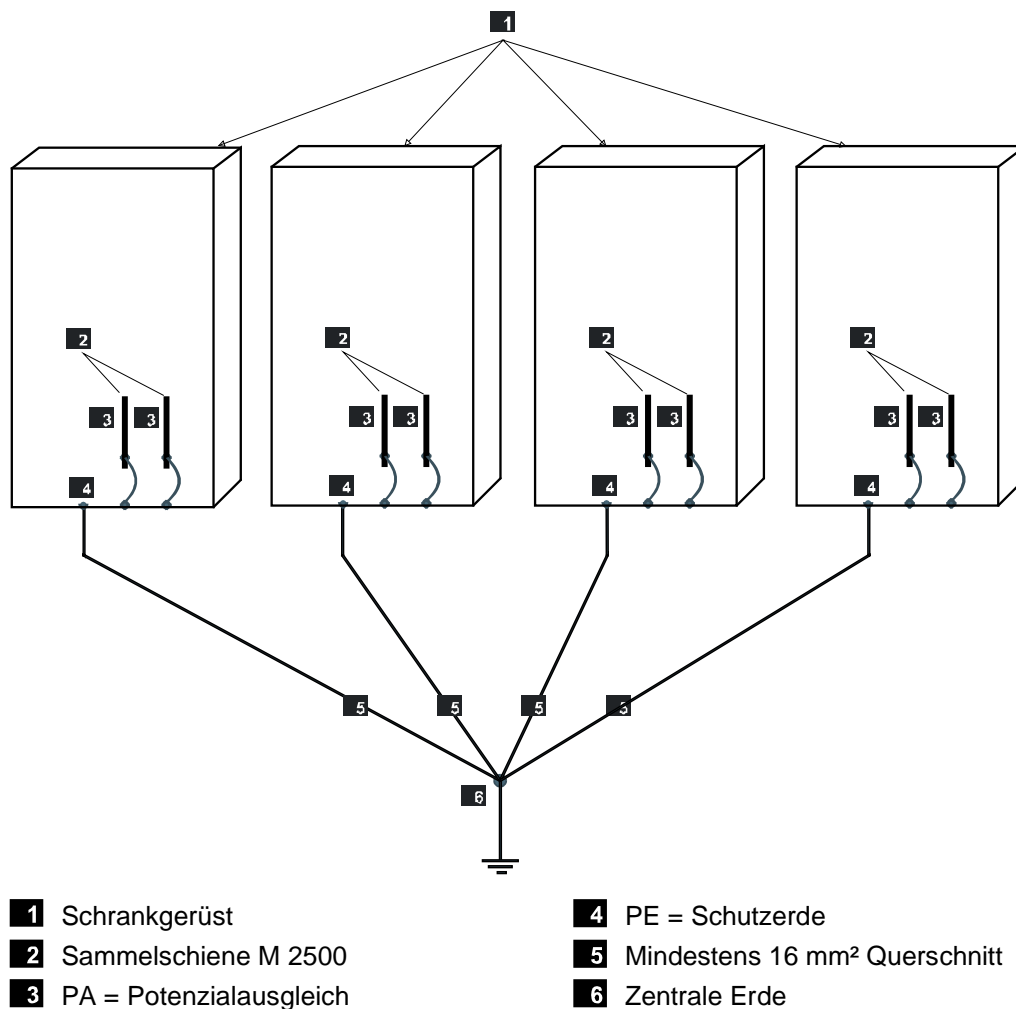 1
2 2 2 2
3 3 3 3 3 3 3 3
4 4 4 4
5 5 5 5
6
1 Schrankgerüst
2 Sammelschiene M 2500
3 PA = Potenzialausgleich
4 PE = Schutzerde
5 Mindestens 16 mm² Querschnitt
6 Zentrale Erde